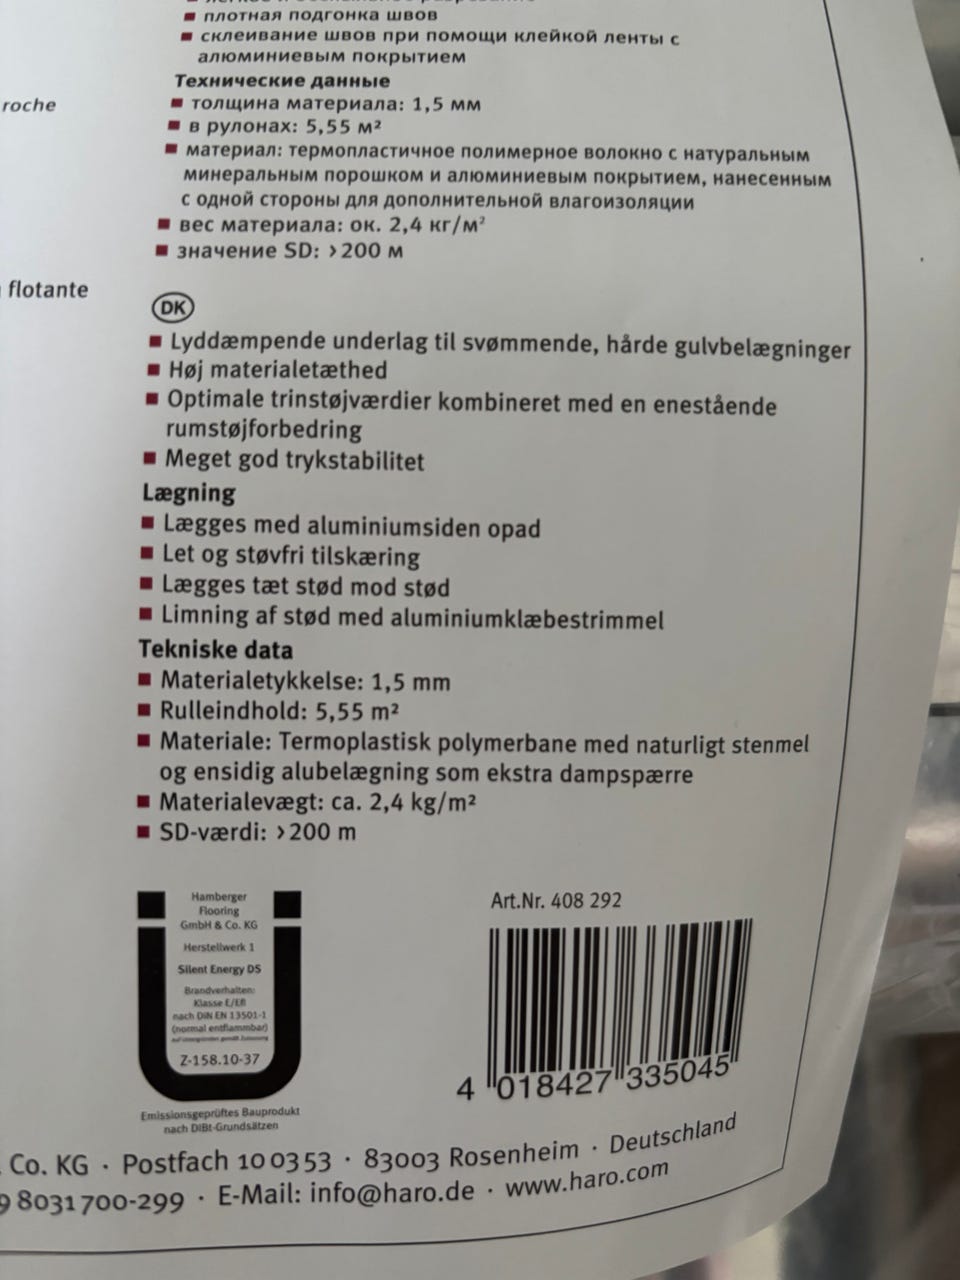 плотная подгонка швов
склеивание швов при помощи клейкой ленты с
алюминиевым покрытием
Технические данные
толщина материала: 1,5 мм
в рулонах: 5,55 м²
материал: термопластичное полимерное волокно с натуральным
минеральным порошком и алюминиевым покрытием, нанесенным
с одной стороны для дополнительной влагоизоляции
вес материала: ок. 2,4 кг/м²
значение SD: >200 м
roche
flotante
DK
Lyddæmpende underlag til svømmende, hårde gulvbelægninger
Høj materialetæthed
Optimale trinstøjværdier kombineret med en enestående
rumstøjforbedring
Meget god trykstabilitet
Lægning
Lægges med aluminiumsiden opad
Let og støvfri tilskæring
Lægges tæt stød mod stød
Limning af stød med aluminiumklæbestrimmel
Tekniske data
Materialetykkelse: 1,5 mm
Rulleindhold: 5,55 m²
Materiale: Termoplastisk polymerbane med naturligt stenmel
og ensidig alubelægning som ekstra dampspærre
Materialevægt: ca. 2,4 kg/m²
SD-værdi: >200 m
Hamberger
Flooring
GmbH & Co. KG
Herstellwerk 1
Silent Energy DS
Brandverhalten:
Klasse E/Efl
nach DIN EN 13501-1
(normal entflammbar)
Z-158.10-37
Emissionsgeprüftes Bauprodukt
nach DIBt-Grundsätzen
Art.Nr. 408 292
4 018427 335045
Co. KG · Postfach 100353 · 83003 Rosenheim · Deutschland
9 8031700-299 · E-Mail: info@haro.de · www.haro.com